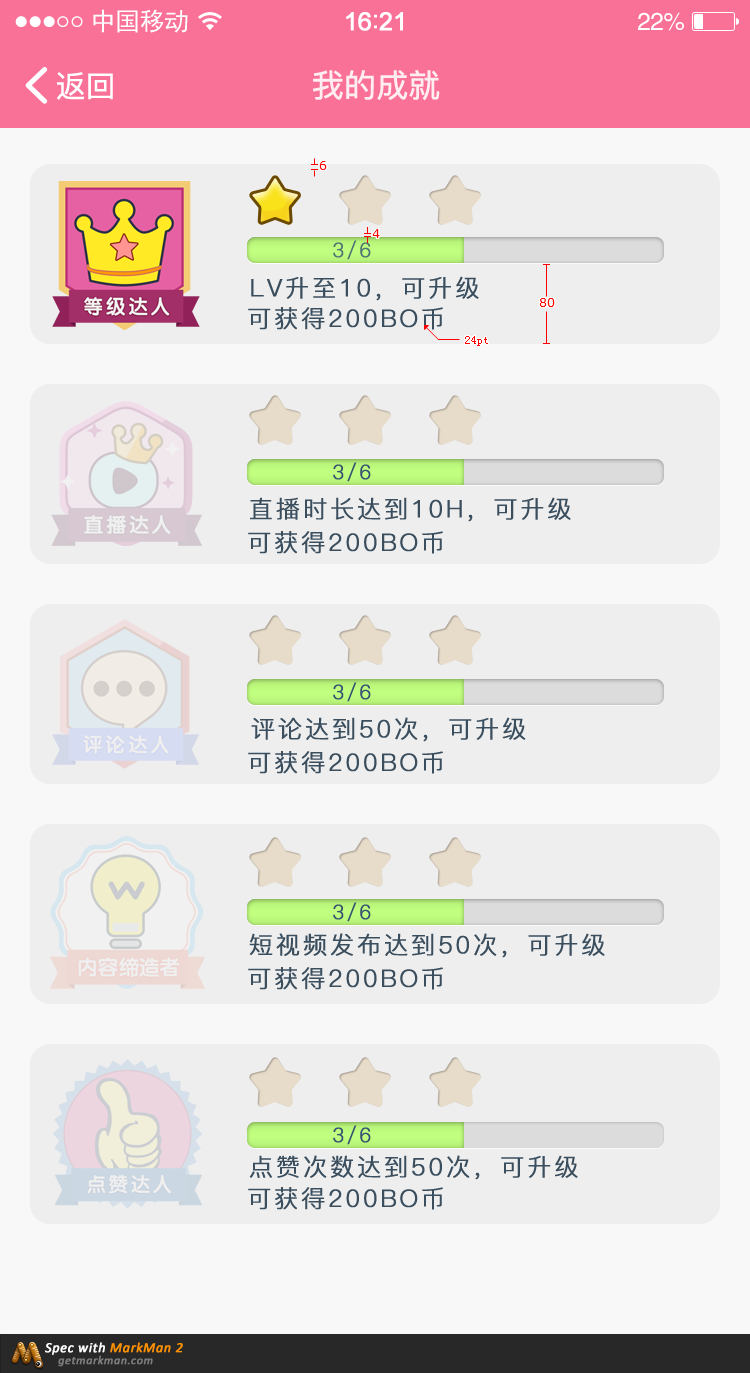 中国移动 16:21 22%
返回 我的成就
6
4
3/6
LV升至10，可升级
可获得200BO币
80
24pt
等级达人
3/6
直播时长达到10H，可升级
可获得200BO币
直播达人
3/6
评论达到50次，可升级
可获得200BO币
评论达人
W
3/6
短视频发布达到50次，可升级
可获得200BO币
内容缔造者
3/6
点赞次数达到50次，可升级
可获得200BO币
点赞达人
Spec with MarkMan 2
getmarkman.com